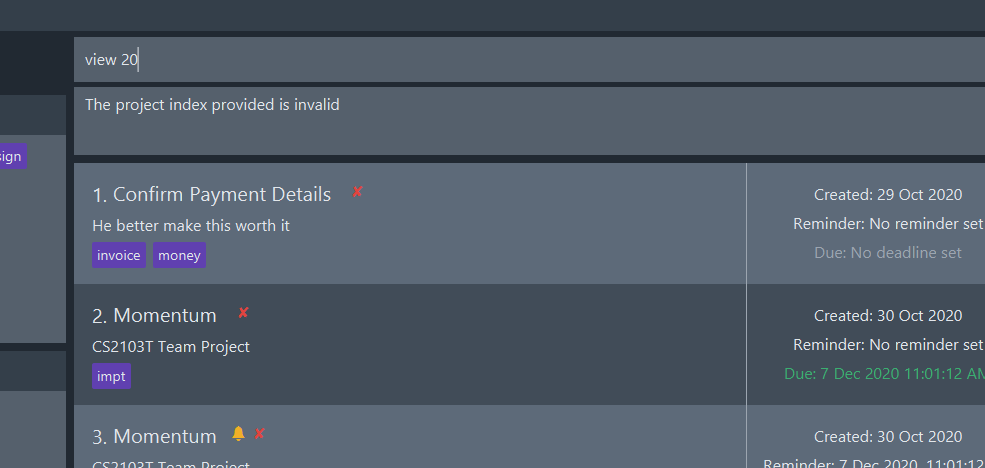 view 20
The project index provided is invalid
1. Confirm Payment Details
He better make this worth it
invoice money
Created: 29 Oct 2020
Reminder: No reminder set
Due: No deadline set
2. Momentum
CS2103T Team Project
impt
Created: 30 Oct 2020
Reminder: No reminder set
Due: 7 Dec 2020 11:01:12 AM
3. Momentum
CS2103T Team Project
Created: 30 Oct 2020
Reminder: 7 Dec 2020, 11:01:12